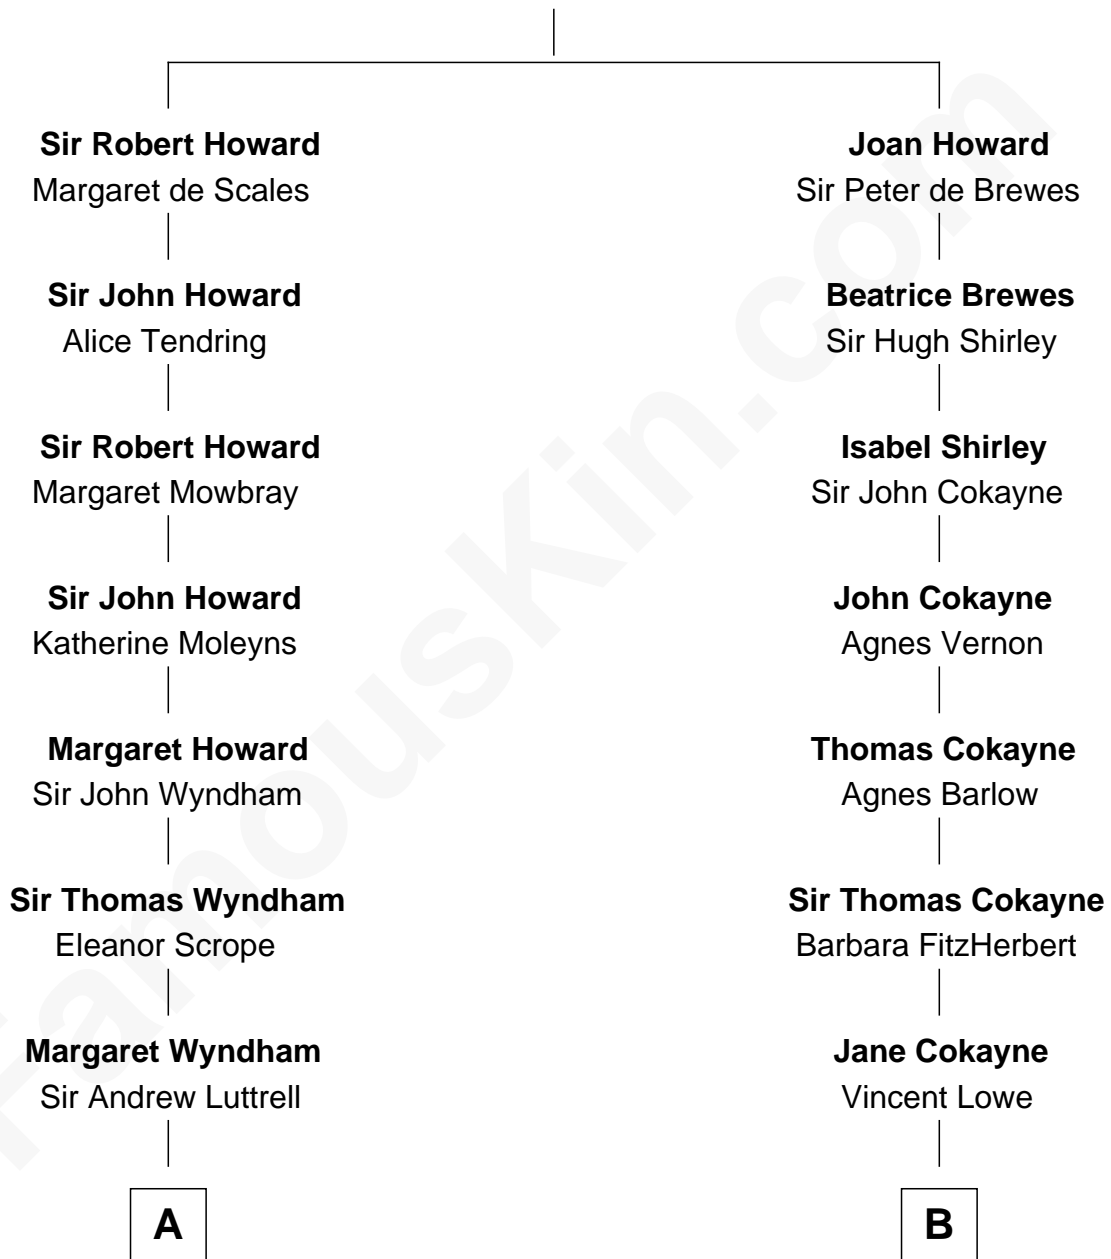 Sir Robert Howard
Margaret de Scales
Sir John Howard
Alice Tendring
Sir Robert Howard
Margaret Mowbray
Sir John Howard
Katherine Moleyns
Margaret Howard
Sir John Wyndham
Sir Thomas Wyndham
Eleanor Scrope
Margaret Wyndham
Sir Andrew Luttrell
A
Joan Howard
Sir Peter de Brewes
Beatrice Brewes
Sir Hugh Shirley
Isabel Shirley
Sir John Cokayne
John Cokayne
Agnes Vernon
Thomas Cokayne
Agnes Barlow
Sir Thomas Cokayne
Barbara FitzHerbert
Jane Cokayne
Vincent Lowe
B
FamousKin.com